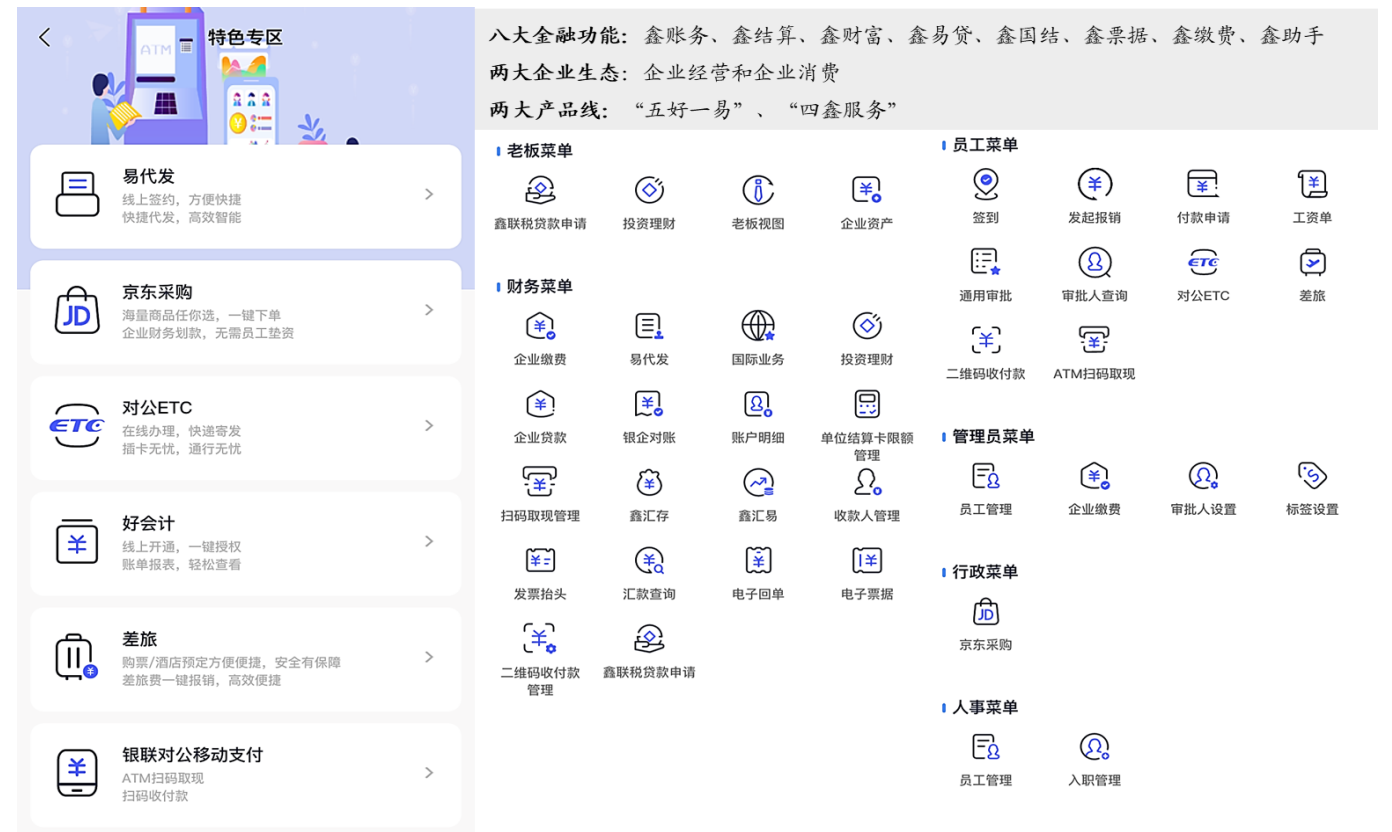 特色专区
ATM
易代发
线上签约，方便快捷
快捷代发，高效智能
JD
京东采购
海量商品任你选，一键下单
企业财务划款，无需员工垫资
ETC
对公ETC
在线办理，快递寄发
插卡无忧，通行无忧
好会计
线上开通，一键授权
账单报表，轻松查看
差旅
购票/酒店预定方便便捷，安全有保障
差旅费一键报销，高效便捷
银联对公移动支付
ATM扫码取现
扫码收付款
八大金融功能：鑫账务、鑫结算、鑫财富、鑫易贷、鑫国结、鑫票据、鑫缴费、鑫助手
两大企业生态：企业经营和企业消费
两大产品线：“五好一易”、“四鑫服务”
老板菜单
鑫联税贷款申请 投资理财 老板视图 企业资产
财务菜单
企业缴费 易代发 国际业务 投资理财
企业贷款 银企对账 账户明细 单位结算卡限额
管理
扫码取现管理 鑫汇存 鑫汇易 收款人管理
发票抬头 汇款查询 电子回单 电子票据
二维码收付款 鑫联税贷款申请
管理
员工菜单
签到 发起报销 付款申请 工资单
ETC
通用审批 审批人查询 对公ETC 差旅
二维码收付款 ATM扫码取现
管理员菜单
员工管理 企业缴费 审批人设置 标签设置
行政菜单
JD
京东采购
人事菜单
员工管理 入职管理